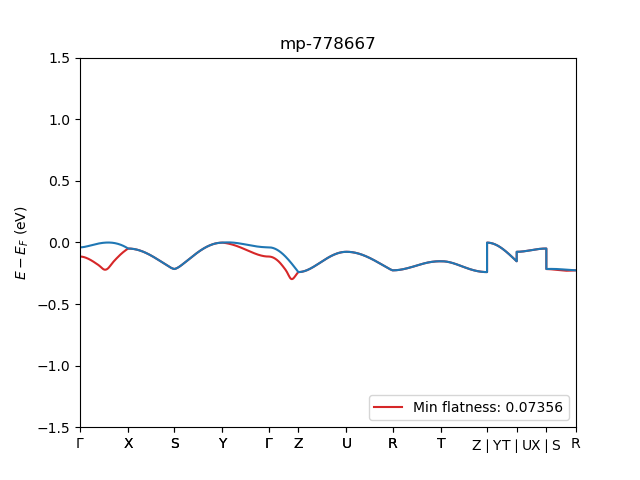 mp-778667
1.5
1.0
0.5
0.0
−0.5
−1.0
−1.5
E − E_F (eV)
Min flatness: 0.07356
Γ X S Y Γ Z U R T Z | YT | UX | S R